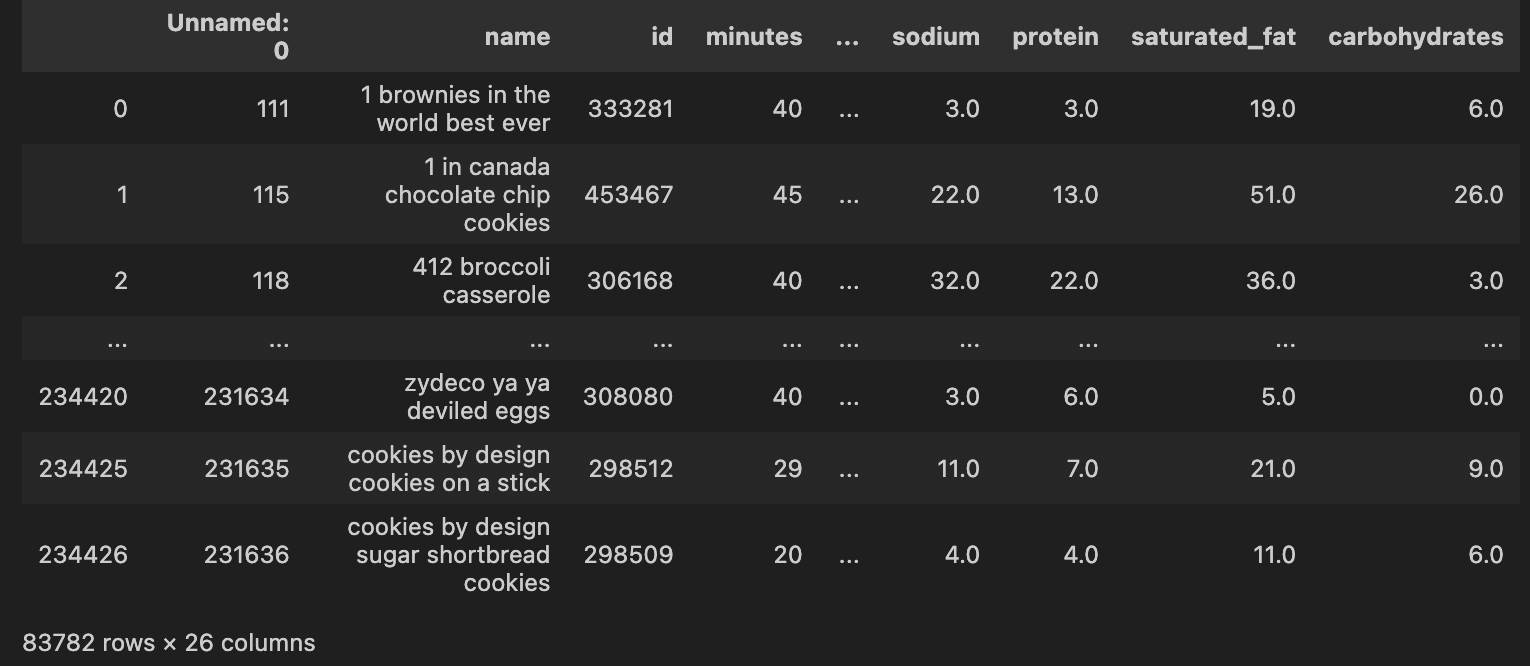 Unnamed: 0 name id minutes ... sodium protein saturated_fat carbohydrates
0 111 1 brownies in the world best ever 333281 40 ... 3.0 3.0 19.0 6.0
1 115 1 in canada chocolate chip cookies 453467 45 ... 22.0 13.0 51.0 26.0
2 118 412 broccoli casserole 306168 40 ... 32.0 22.0 36.0 3.0
... ... ... ... ... ... ... ... ... ...
234420 231634 zydeco ya ya deviled eggs 308080 40 ... 3.0 6.0 5.0 0.0
234425 231635 cookies by design cookies on a stick 298512 29 ... 11.0 7.0 21.0 9.0
234426 231636 cookies by design sugar shortbread cookies 298509 20 ... 4.0 4.0 11.0 6.0
83782 rows × 26 columns